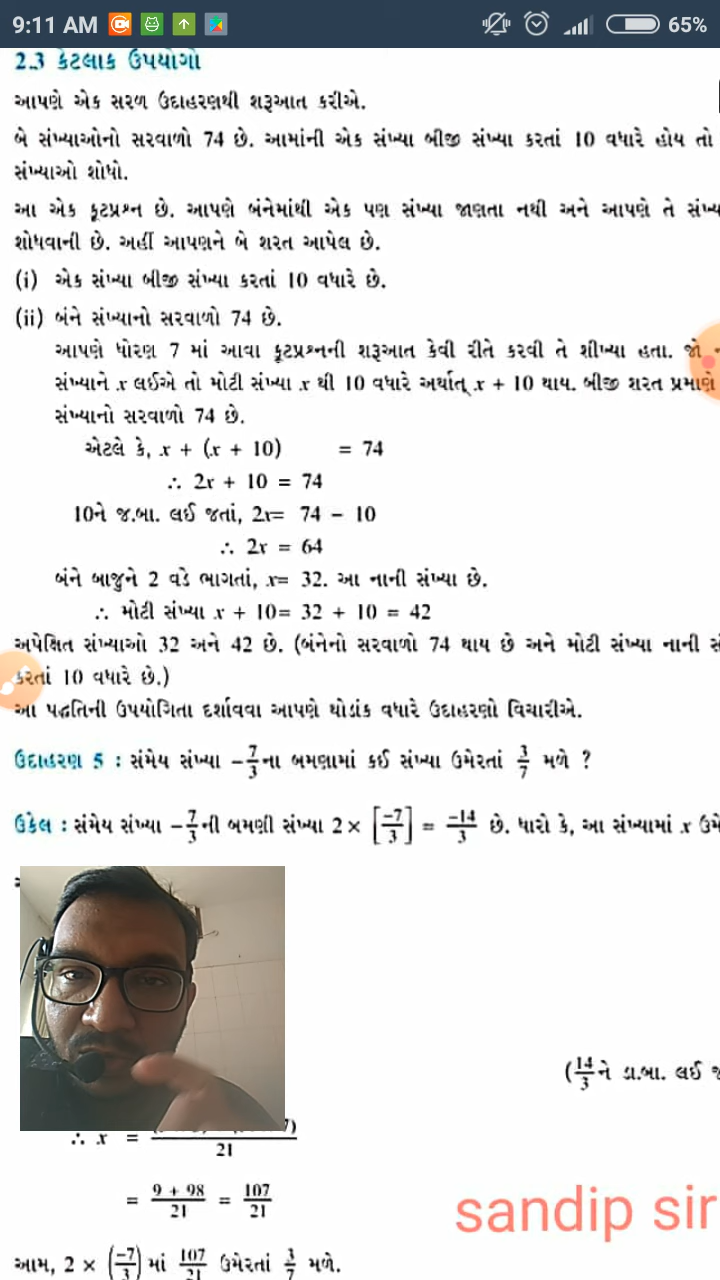 9:11 AM 65%
2.3 કેટલાક ઉપયોગો
આપણે એક સરળ ઉદાહરણથી શરૂઆત કરીએ.
બે સંખ્યાઓનો સરવાળો 74 છે. આમાંની એક સંખ્યા બીજી સંખ્યા કરતાં 10 વધારે હોય તો
સંખ્યાઓ શોધો.
આ એક કૂટપ્રશ્ન છે. આપણે બંનેમાંથી એક પણ સંખ્યા જાણતા નથી અને આપણે તે
શોધવાની છે. અહીં આપણને બે શરત આપેલ છે.
(i) એક સંખ્યા બીજી સંખ્યા કરતાં 10 વધારે છે.
(ii) બંને સંખ્યાનો સરવાળો 74 છે.
આપણે ધોરણ 7 માં આવા કૂટપ્રશ્નની શરૂઆત કેવી રીતે કરવી તે શીખ્યા હતા. જો
સંખ્યાને x લઈએ તો મોટી સંખ્યા x થી 10 વધારે અર્થાત્ x + 10 થાય. બીજી શરત પ્રમાણે
સંખ્યાનો સરવાળો 74 છે.
એટલે કે, x + (x + 10) = 74
∴ 2x + 10 = 74
10ને જ.બા. લઈ જતાં, 2x= 74 − 10
∴ 2x = 64
બંને બાજુને 2 વડે ભાગતાં, x= 32. આ નાની સંખ્યા છે.
∴ મોટી સંખ્યા x + 10= 32 + 10 = 42
અપેક્ષિત સંખ્યાઓ 32 અને 42 છે. (બંનેનો સરવાળો 74 થાય છે અને મોટી સંખ્યા નાની
કરતાં 10 વધારે છે.)
આ પદ્ધતિની ઉપયોગિતા દર્શાવવા આપણે થોડાંક વધારે ઉદાહરણો વિચારીએ.
ઉદાહરણ 5 : સંમેય સંખ્યા −7/3ના બમણામાં કઈ સંખ્યા ઉમેરતાં 3/7 મળે ?
ઉકેલ : સંમેય સંખ્યા −7/3ની બમણી સંખ્યા 2 × [−7/3] = −14/3 છે. ધારો કે, આ સંખ્યામાં x
(14/3ને ડા.બા. લઈ
∴ x = 21
= 9 + 98/21 = 107/21
sandip sir
આમ, 2 × (−7/3) માં 107/21 ઉમેરતાં 3/7 મળે.